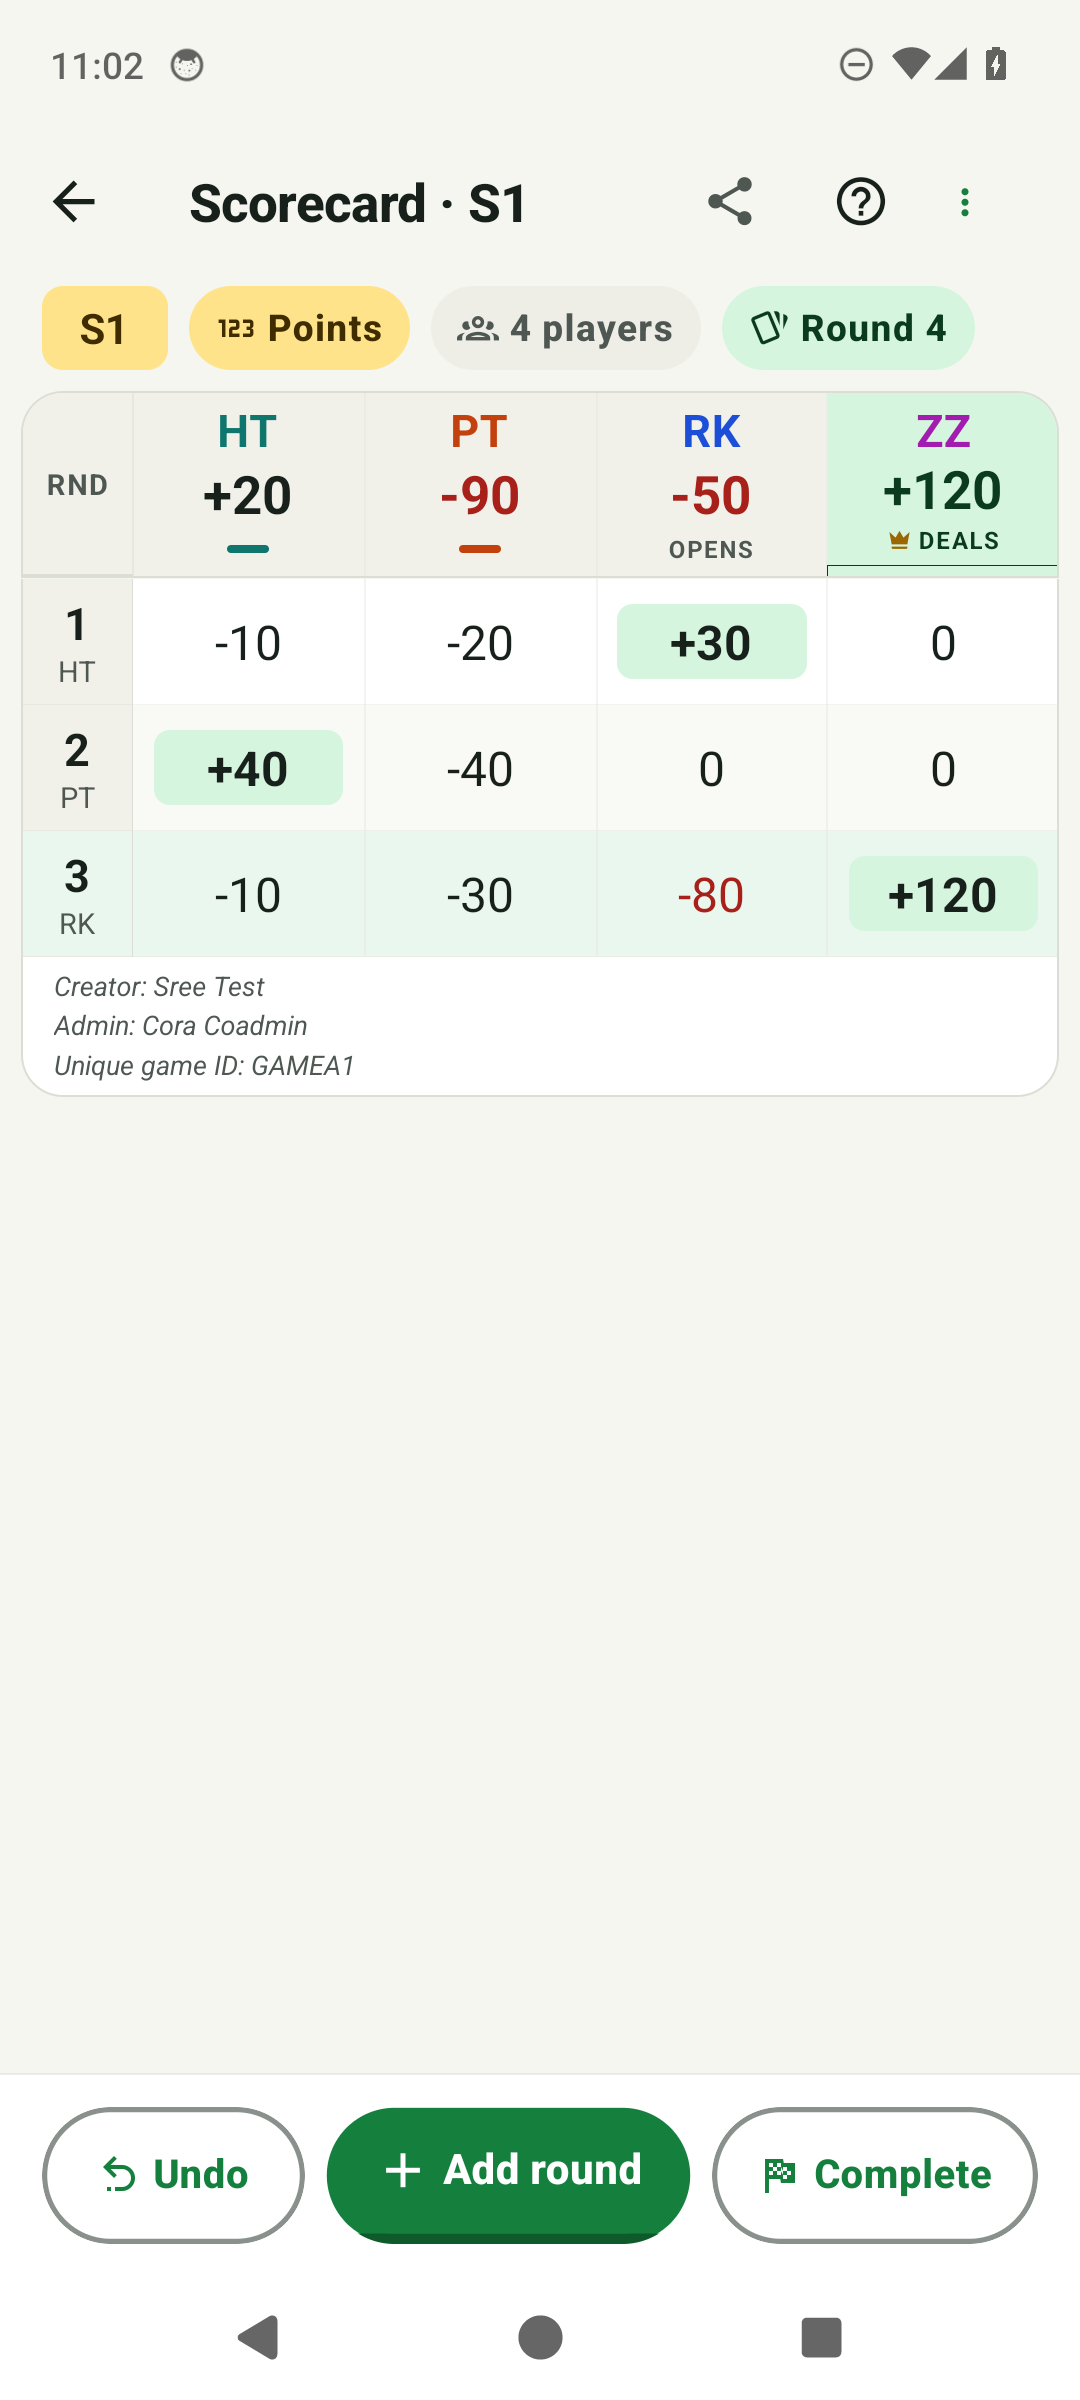 11:02
Scorecard · S1
S1
123 Points
4 players
Round 4
RND HT PT RK ZZ
+20 -90 -50 +120
OPENS DEALS
1 -10 -20 +30 0
HT
2 +40 -40 0 0
PT
3 -10 -30 -80 +120
RK
Creator: Sree Test
Admin: Cora Coadmin
Unique game ID: GAMEA1
Undo
+ Add round
Complete